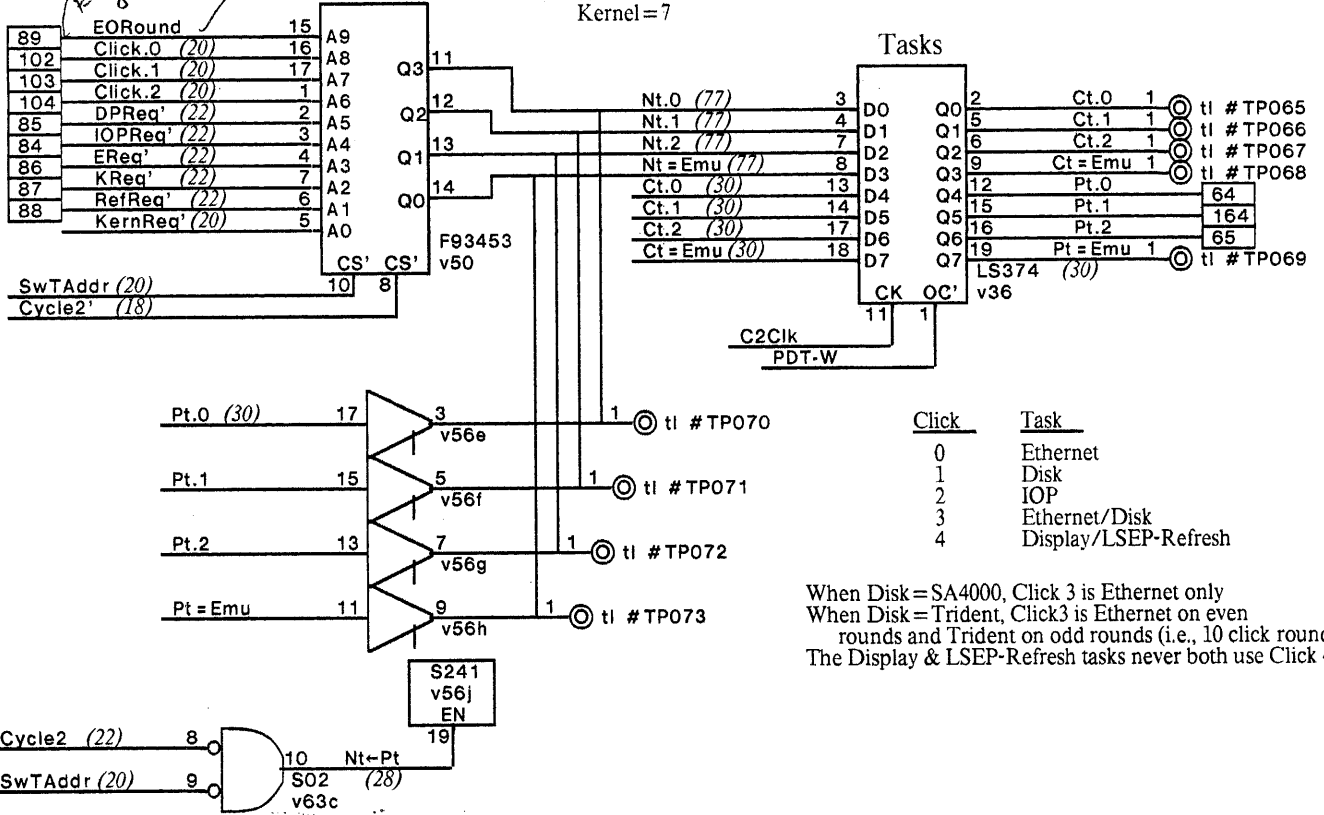 Kernel=7
Tasks
89 EORound 15 A9
102 Click.0 (20) 16 A8
103 Click.1 (20) 17 A7
104 Click.2 (20) 1 A6
85 DPReq' (22) 2 A5
84 IOPReq' (22) 3 A4
86 EReq' (22) 4 A3
87 KReq' (22) 7 A2
88 RefReq' (22) 6 A1
KernReq' (20) 5 A0
Q3 11
Q2 12
Q1 13
Q0 14
CS' CS'
10 8
F93453
v50
SwTAddr (20)
Cycle2' (18)
Nt.0 (77) 3 D0 Q0 2 Ct.0 1 tl #TP065
Nt.1 (77) 4 D1 Q1 5 Ct.1 1 tl #TP066
Nt.2 (77) 7 D2 Q2 6 Ct.2 1 tl #TP067
Nt=Emu (77) 8 D3 Q3 9 Ct=Emu 1 tl #TP068
Ct.0 (30) 13 D4 Q4 12 Pt.0 64
Ct.1 (30) 14 D5 Q5 15 Pt.1 164
Ct.2 (30) 17 D6 Q6 16 Pt.2 65
Ct=Emu (30) 18 D7 Q7 19 Pt=Emu 1 tl #TP069
(30)
LS374
v36
CK OC'
11 1
C2Clk
PDT-W
Pt.0 (30) 17 3 v56e 1 tl #TP070
Pt.1 15 5 v56f 1 tl #TP071
Pt.2 13 7 v56g 1 tl #TP072
Pt=Emu 11 9 v56h 1 tl #TP073
S241
v56j
EN
19
Cycle2 (22) 8
SwTAddr (20) 9
10 Nt←Pt
(28)
S02
v63c
Click Task
0 Ethernet
1 Disk
2 IOP
3 Ethernet/Disk
4 Display/LSEP-Refresh
When Disk=SA4000, Click 3 is Ethernet only
When Disk=Trident, Click3 is Ethernet on even
rounds and Trident on odd rounds (i.e., 10 click
The Display & LSEP-Refresh tasks never both use Click